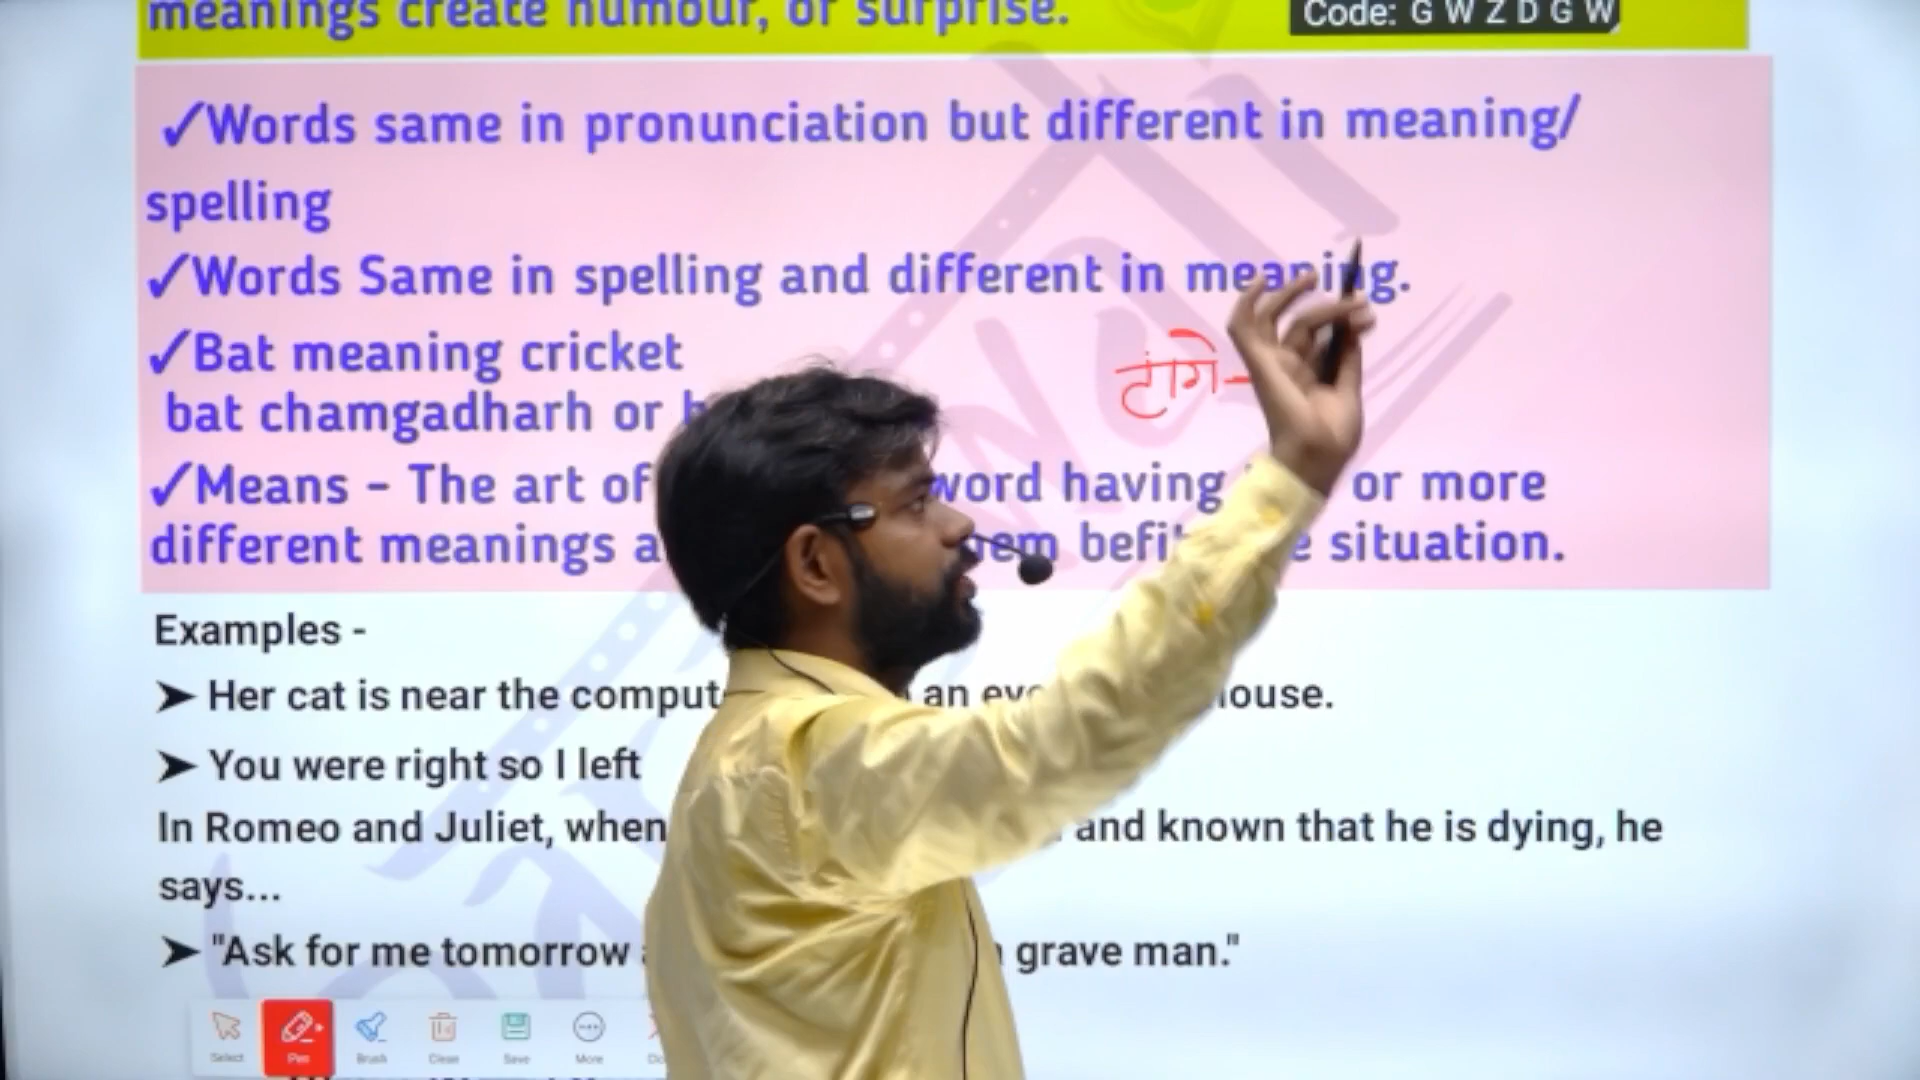 meanings create humour, or surprise.
Code: G W Z D G W
✓Words same in pronunciation but different in meaning/
spelling
✓Words Same in spelling and different in meaning.
✓Bat meaning cricket
bat chamgadharh or
टांगे-
✓Means - The art of word having or more
different meanings situation.
Examples -
➤ Her cat is near the an
➤ You were right so I left
In Romeo and Juliet, when and known that he is dying, he
says...
➤ "Ask for me tomorrow grave man."
Select Pen Brush Clear Save More